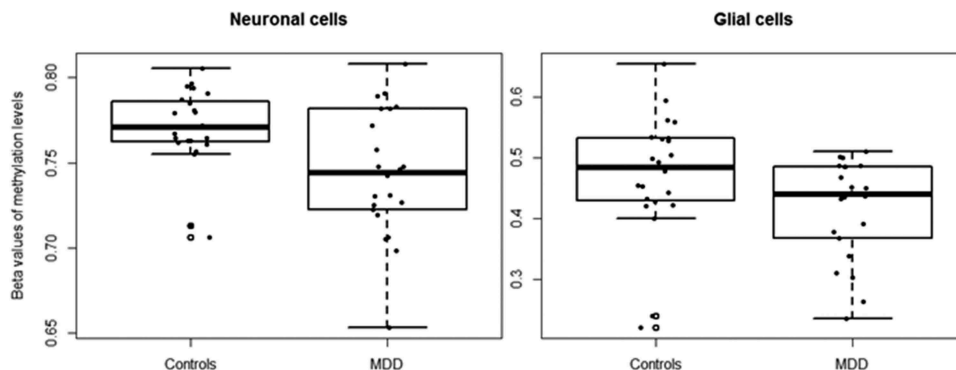 Neuronal cells
Glial cells
Beta values of methylation levels
0.80
0.75
0.70
0.65
0.6
0.5
0.4
0.3
Controls
MDD
Controls
MDD